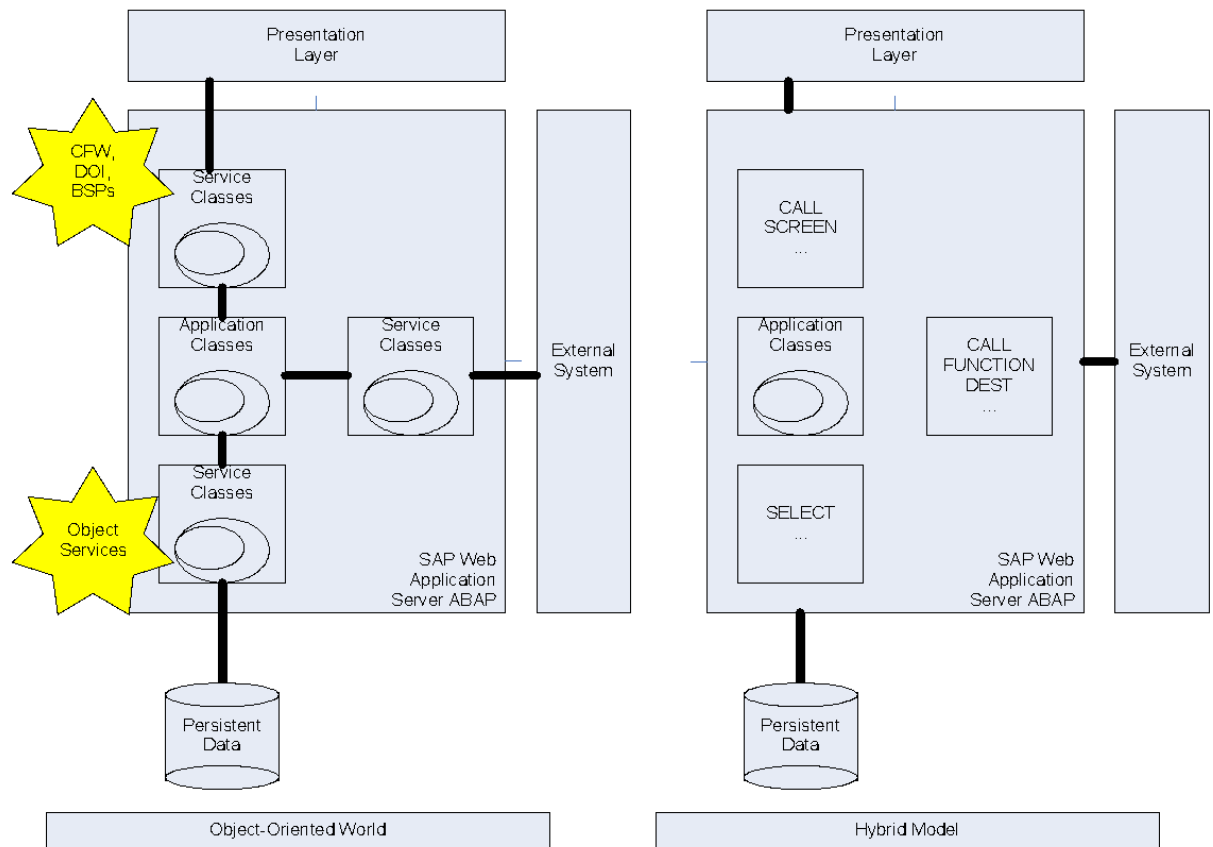 Presentation
Layer
CFW,
DOI,
BSPs
Service
Classes
Application
Classes
Service
Classes
External
System
Object
Services
Service
Classes
SAP Web
Application
Server ABAP
Persistent
Data
Object-Oriented World
Presentation
Layer
CALL
SCREEN
...
Application
Classes
CALL
FUNCTION
DEST
...
External
System
SELECT
...
SAP Web
Application
Server ABAP
Persistent
Data
Hybrid Model